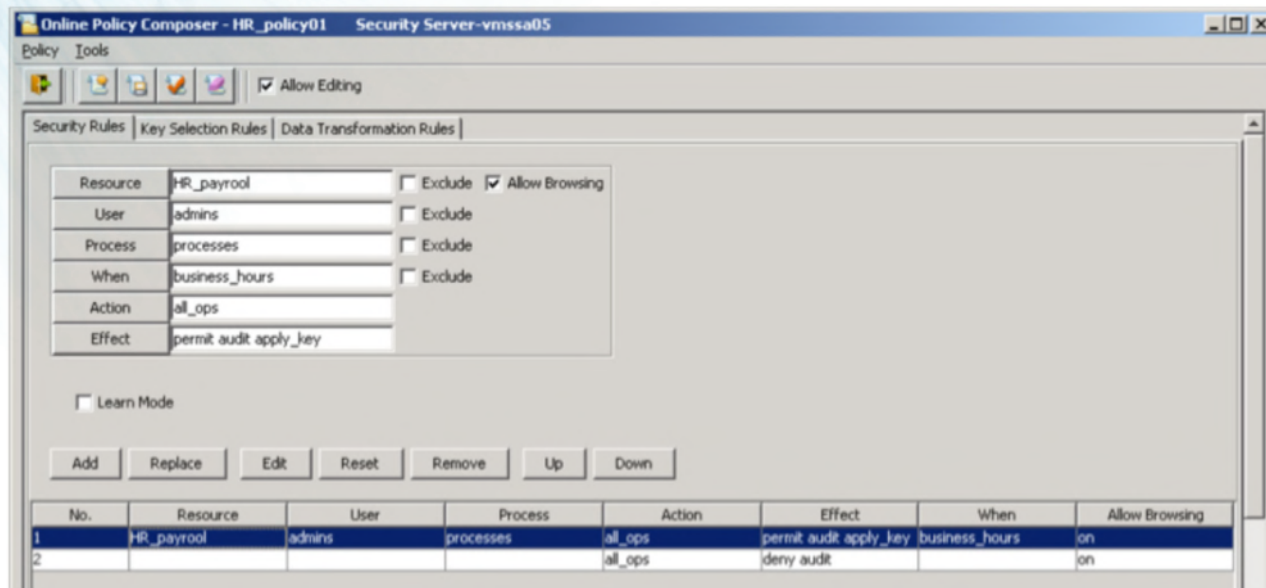 Online Policy Composer - HR_policy01 Security Server-vmssa05
Policy Tools
Allow Editing
Security Rules Key Selection Rules Data Transformation Rules
Resource HR_payrool Exclude Allow Browsing
User admins Exclude
Process processes Exclude
When business_hours Exclude
Action all_ops
Effect permit audit apply_key
Learn Mode
Add Replace Edit Reset Remove Up Down
No. Resource User Process Action Effect When Allow Browsing
1 HR_payrool admins processes all_ops permit audit apply_key business_hours on
2 all_ops deny audit on